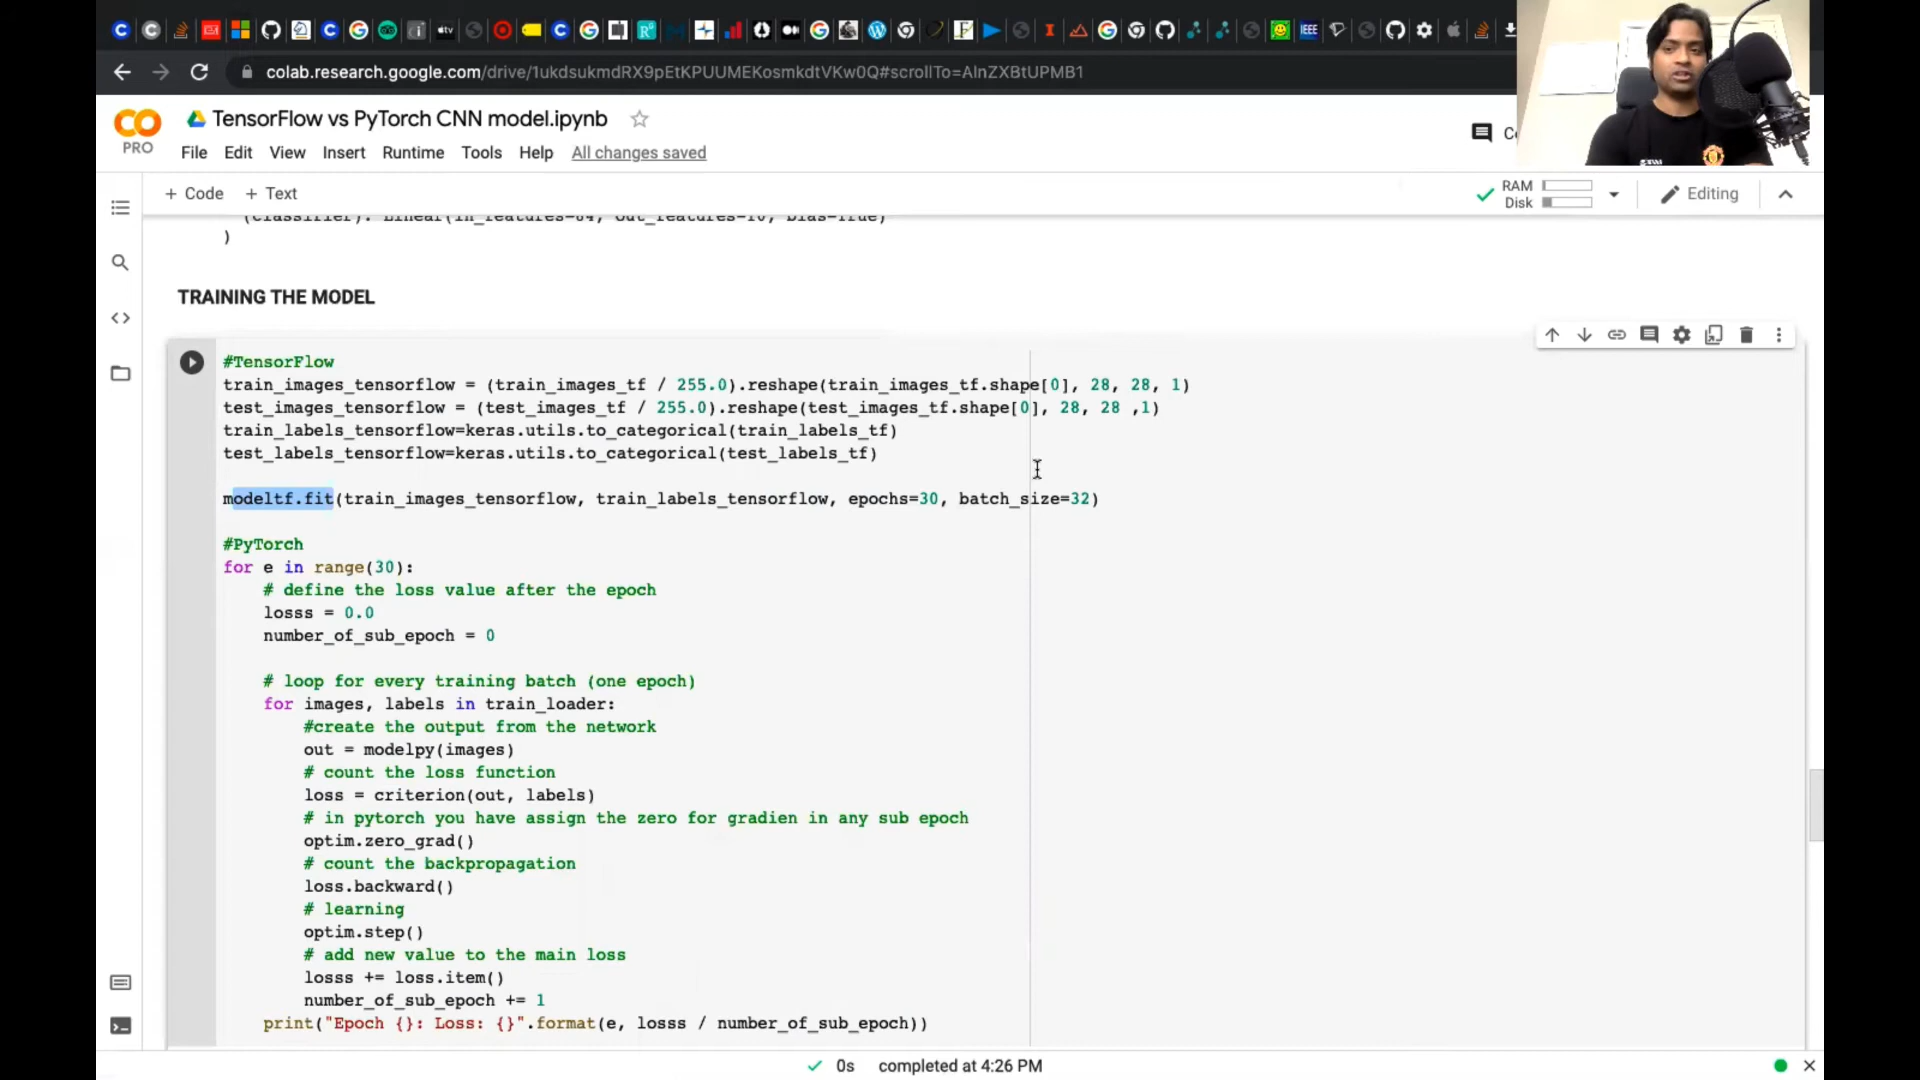 colab.research.google.com/drive/1ukdsukmdRX9pEtKPUUMEKosmkdtVKw0Q#scrollTo=AlnZXBtUPMB1
CO
PRO
TensorFlow vs PyTorch CNN model.ipynb
File Edit View Insert Runtime Tools Help All changes saved
+ Code + Text
RAM
Disk
Editing
(classifier): Linear(in_features=64, out_features=10, bias=True)
)
TRAINING THE MODEL
#TensorFlow
train_images_tensorflow = (train_images_tf / 255.0).reshape(train_images_tf.shape[0], 28, 28, 1)
test_images_tensorflow = (test_images_tf / 255.0).reshape(test_images_tf.shape[0], 28, 28 ,1)
train_labels_tensorflow=keras.utils.to_categorical(train_labels_tf)
test_labels_tensorflow=keras.utils.to_categorical(test_labels_tf)
modeltf.fit(train_images_tensorflow, train_labels_tensorflow, epochs=30, batch_size=32)
#PyTorch
for e in range(30):
# define the loss value after the epoch
losss = 0.0
number_of_sub_epoch = 0
# loop for every training batch (one epoch)
for images, labels in train_loader:
#create the output from the network
out = modelpy(images)
# count the loss function
loss = criterion(out, labels)
# in pytorch you have assign the zero for gradien in any sub epoch
optim.zero_grad()
# count the backpropagation
loss.backward()
# learning
optim.step()
# add new value to the main loss
losss += loss.item()
number_of_sub_epoch += 1
print("Epoch {}: Loss: {}".format(e, losss / number_of_sub_epoch))
0s completed at 4:26 PM